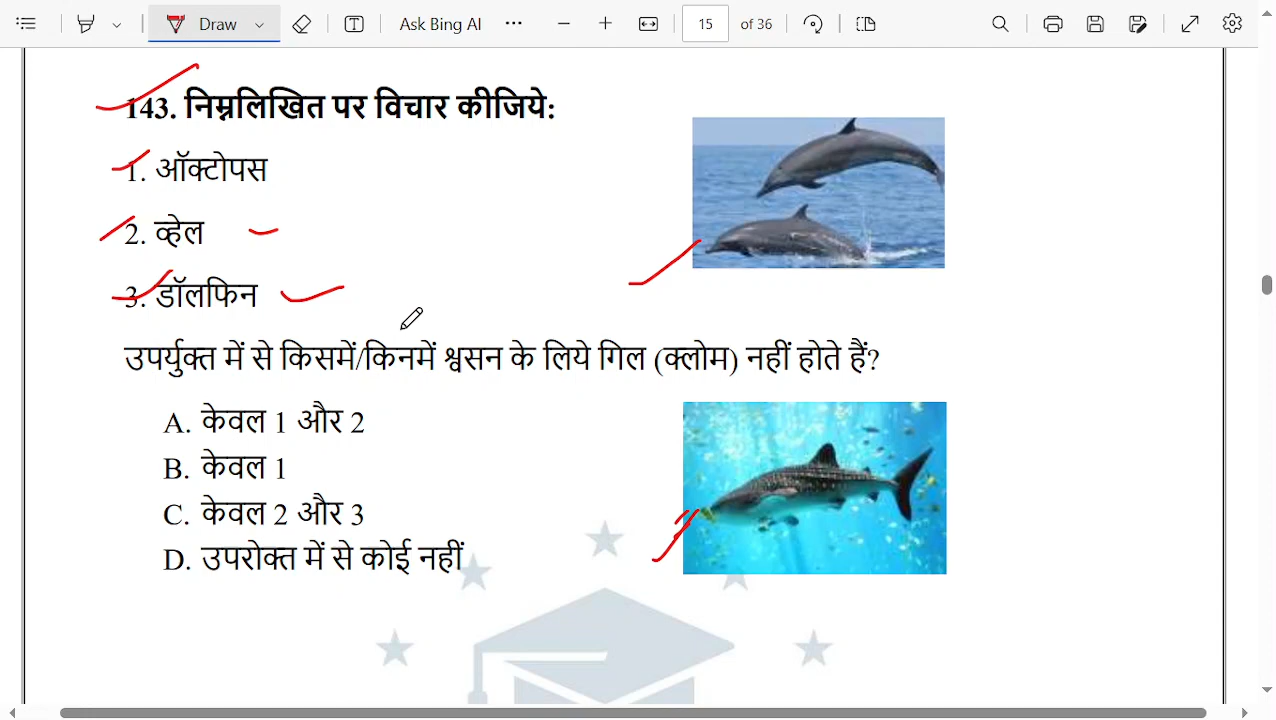 Draw
Ask Bing AI
15 of 36
143. निम्नलिखित पर विचार कीजिये:
1. ऑक्टोपस
2. व्हेल
3. डॉलफिन
उपर्युक्त में से किसमें/किनमें श्वसन के लिये गिल (क्लोम) नहीं होते हैं?
A. केवल 1 और 2
B. केवल 1
C. केवल 2 और 3
D. उपरोक्त में से कोई नहीं